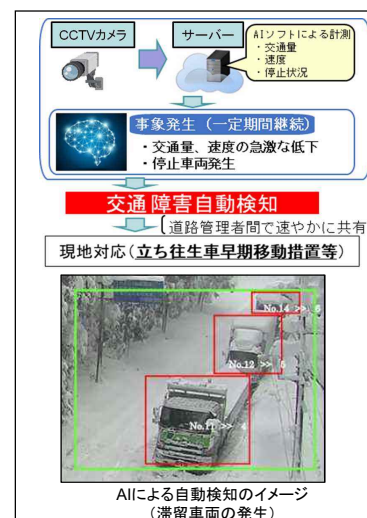 CCTVカメラ
サーバー
AIソフトによる計測
・交通量
・速度
・停止状況
事象発生(一定期間継続)
・交通量、速度の急激な低下
・停止車両発生
交通障害自動検知
道路管理者間で速やかに共有
現地対応(立ち往生車早期移動措置等)
No.14 >> 6
No.12 >> 5
No.11 >> 4
AIによる自動検知のイメージ
(滞留車両の発生)